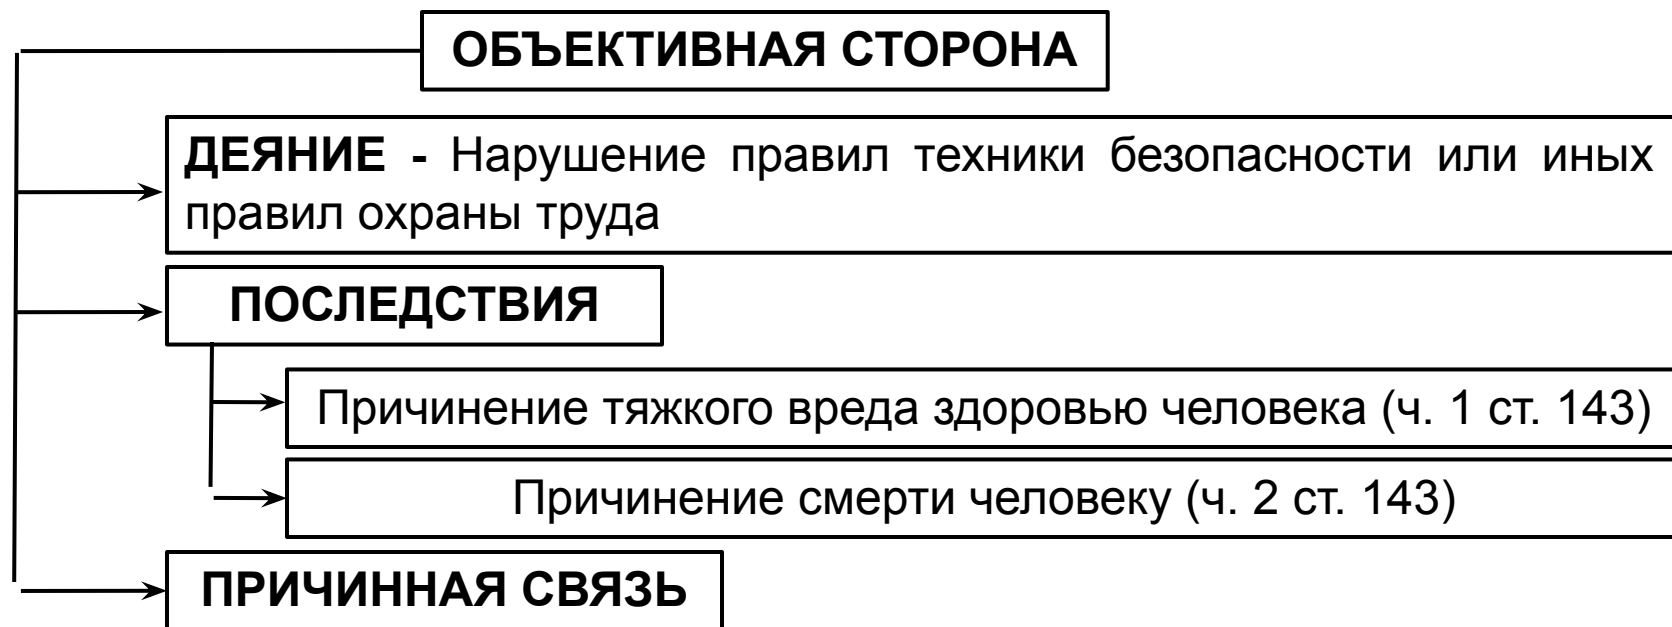 ОБЪЕКТИВНАЯ СТОРОНА
ДЕЯНИЕ - Нарушение правил техники безопасности или иных
правил охраны труда
ПОСЛЕДСТВИЯ
Причинение тяжкого вреда здоровью человека (ч. 1 ст. 143)
Причинение смерти человеку (ч. 2 ст. 143)
ПРИЧИННАЯ СВЯЗЬ